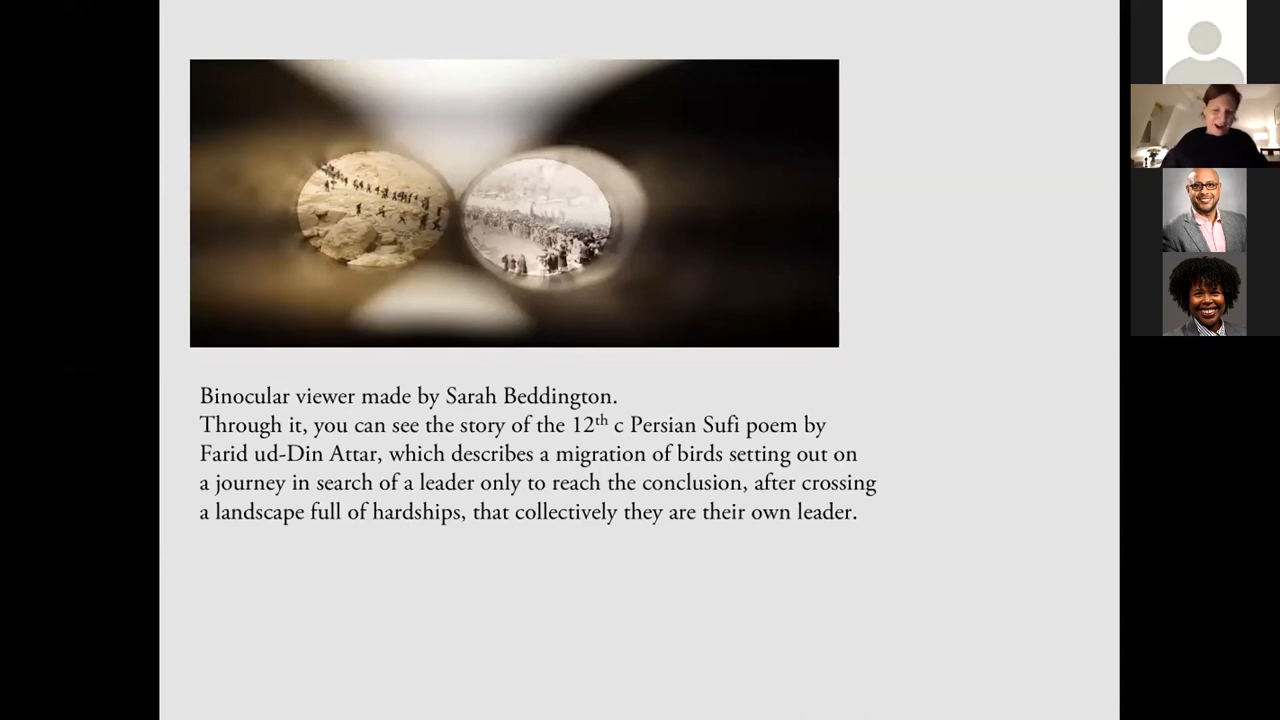 Binocular viewer made by Sarah Beddington.
Through it, you can see the story of the 12th c Persian Sufi poem by
Farid ud-Din Attar, which describes a migration of birds setting out on
a journey in search of a leader only to reach the conclusion, after crossing
a landscape full of hardships, that collectively they are their own leader.